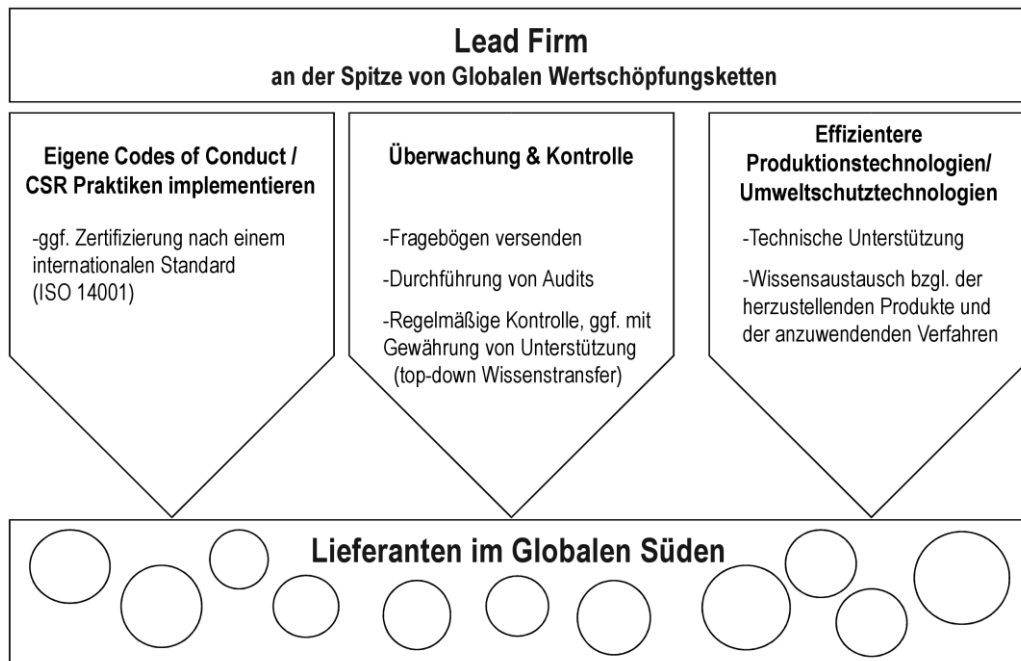 Lead Firm
an der Spitze von Globalen Wertschöpfungsketten
Eigene Codes of Conduct /
CSR Praktiken implementieren
-ggf. Zertifizierung nach einem
internationalen Standard
(ISO 14001)
Überwachung & Kontrolle
-Fragebögen versenden
-Durchführung von Audits
-Regelmäßige Kontrolle, ggf. mit
Gewährung von Unterstützung
(top-down Wissenstransfer)
Effizientere
Produktionstechnologien/
Umweltschutztechnologien
-Technische Unterstützung
-Wissensaustausch bzgl. der
herzustellenden Produkte und
der anzuwendenden Verfahren
Lieferanten im Globalen Süden